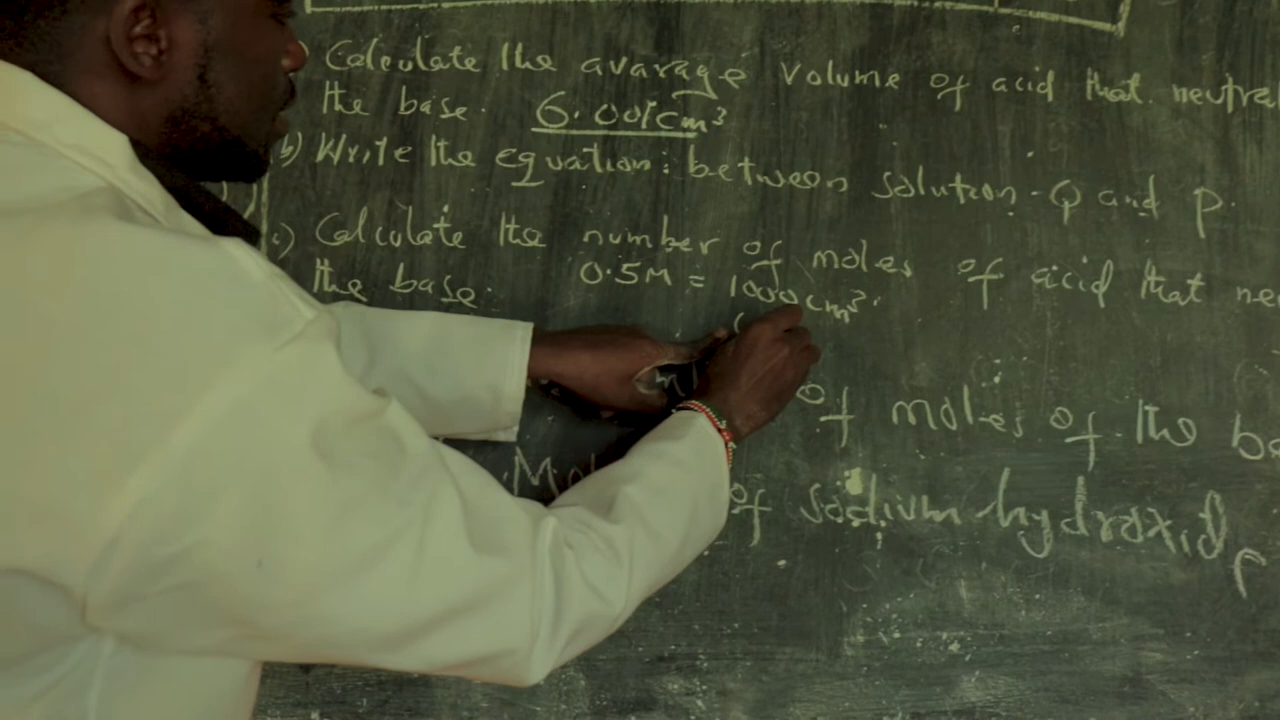 ) Calculate the avarage volume of acid that neutra
the base. 6.001cm³
b) Write the equation: between solution - Q and P.
c) Calculate the number of moles of acid that ne
the base. 0.5M = 1000cm³.
of moles of the ba
of sodium hydroxide